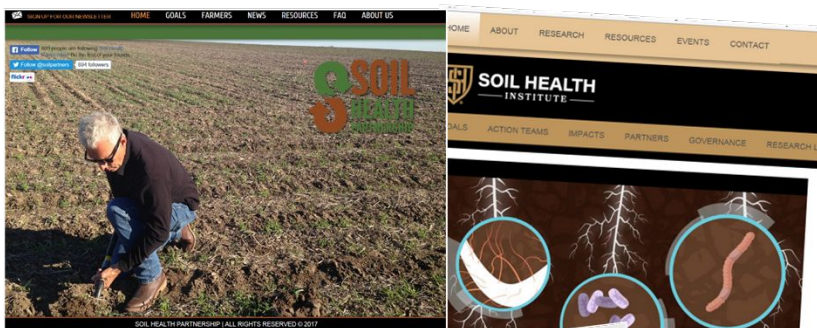 SIGN UP FOR OUR NEWSLETTER HOME GOALS FARMERS NEWS RESOURCES FAQ ABOUT US
Follow
Follow @soilpartners 594 followers
flickr
SOIL
HEALTH
PARTNERSHIP
SOIL HEALTH PARTNERSHIP | ALL RIGHTS RESERVED © 2017
HOME ABOUT RESEARCH RESOURCES EVENTS CONTACT
SOIL HEALTH
INSTITUTE
OALS ACTION TEAMS IMPACTS PARTNERS GOVERNANCE RESEARCH L